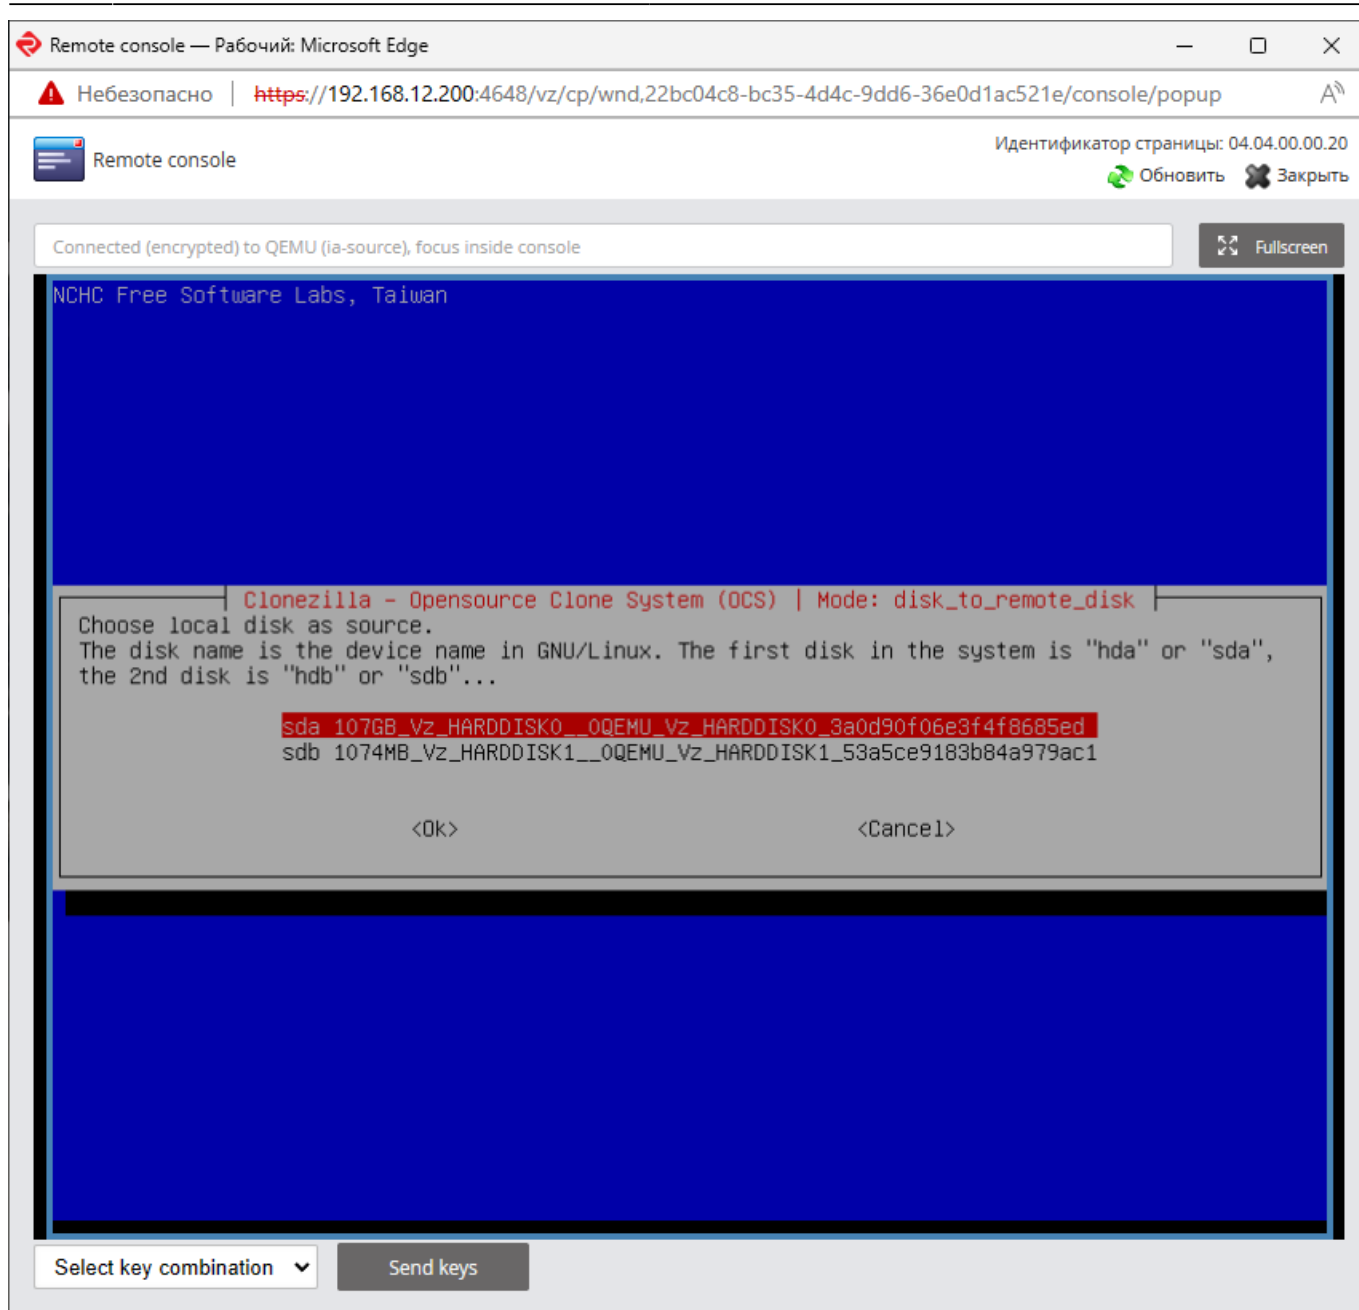 Remote console — Рабочий: Microsoft Edge
Небезопасно | https://192.168.12.200:4648/vz/cp/wnd,22bc04c8-bc35-4d4c-9dd6-36e0d1ac521e/console/popup
Идентификатор страницы: 04.04.00.00.20
Remote console
Обновить Закрыть
Connected (encrypted) to QEMU (ia-source), focus inside console
Fullscreen
NCHC Free Software Labs, Taiwan
Clonezilla - Opensource Clone System (OCS) | Mode: disk_to_remote_disk
Choose local disk as source.
The disk name is the device name in GNU/Linux. The first disk in the system is "hda" or "sda",
the 2nd disk is "hdb" or "sdb"...
sda 107GB_Vz_HARDDISK0__0QEMU_Vz_HARDDISK0_3a0d90f06e3f4f8685ed
sdb 1074MB_Vz_HARDDISK1__0QEMU_Vz_HARDDISK1_53a5ce9183b84a979ac1
<Ok> <Cancel>
Select key combination Send keys